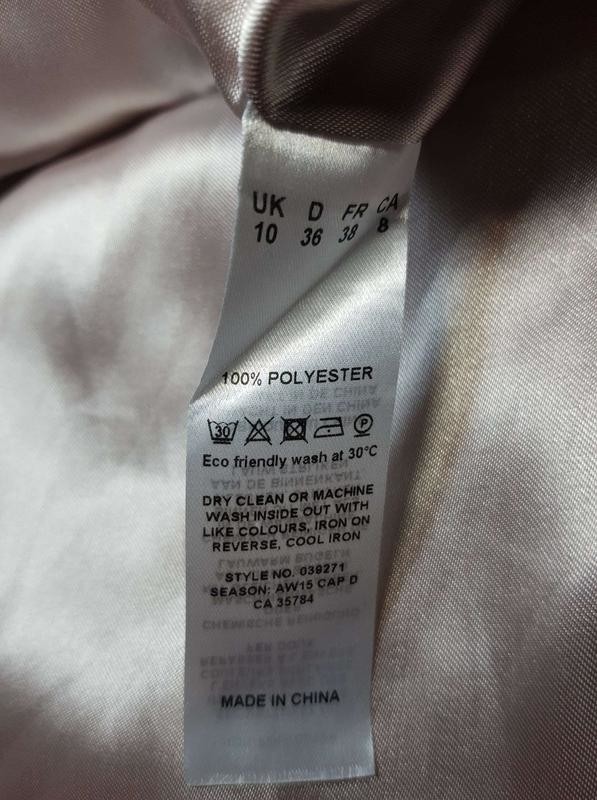 UK D FR CA
10 36 38 8
100% POLYESTER
30 P
Eco friendly wash at 30°C
DRY CLEAN OR MACHINE
WASH INSIDE OUT WITH
LIKE COLOURS, IRON ON
REVERSE, COOL IRON
STYLE NO. 039271
SEASON: AW15 CAP D
CA 35784
MADE IN CHINA